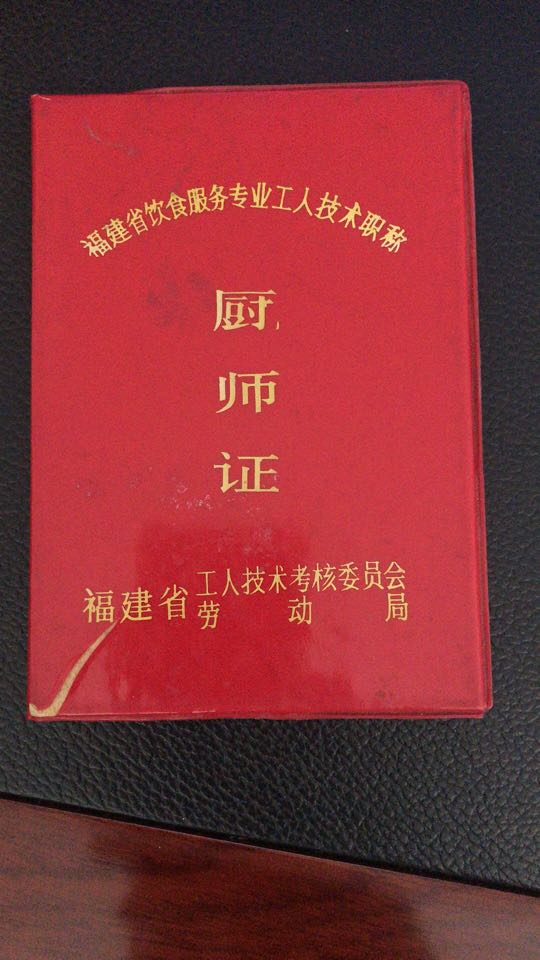 福建省饮食服务专业工人技术职称
厨
师
证
福建省 工人技术考核委员会
劳动局